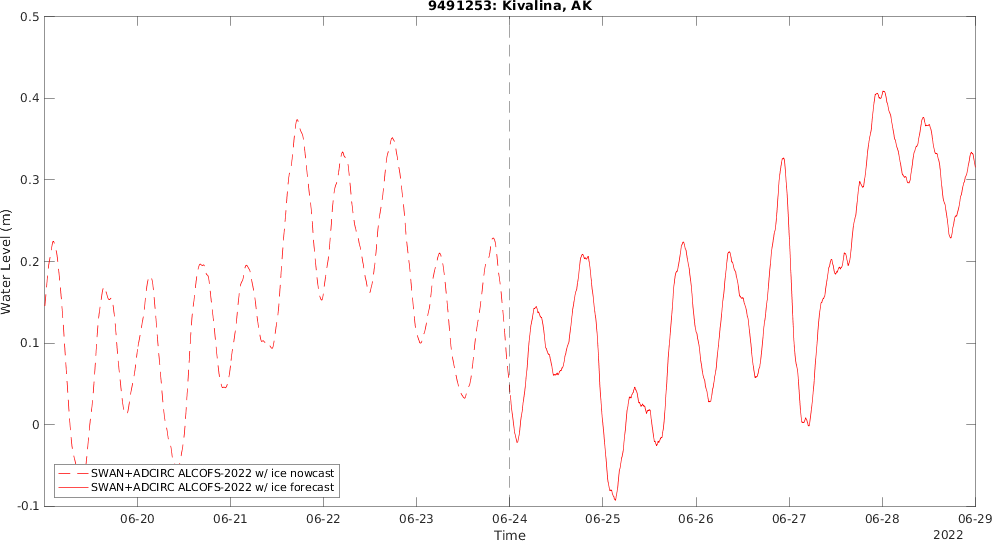 9491253: Kivalina, AK
0.5
0.4
0.3
0.2
0.1
0
-0.1
Water Level (m)
SWAN+ADCIRC ALCOFS-2022 w/ ice nowcast
SWAN+ADCIRC ALCOFS-2022 w/ ice forecast
06-20 06-21 06-22 06-23 06-24 06-25 06-26 06-27 06-28 06-29
Time
2022